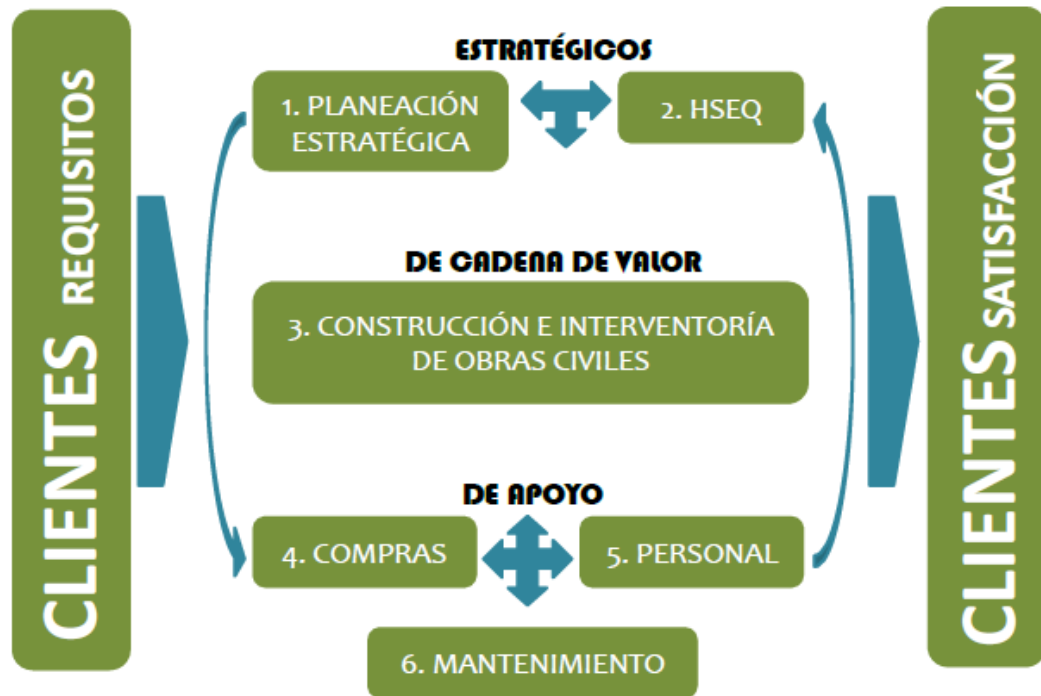 CLIENTES REQUISITOS
ESTRATÉGICOS
1. PLANEACIÓN
ESTRATÉGICA
2. HSEQ
DE CADENA DE VALOR
3. CONSTRUCCIÓN E INTERVENTORÍA
DE OBRAS CIVILES
DE APOYO
4. COMPRAS
5. PERSONAL
6. MANTENIMIENTO
CLIENTES SATISFACCIÓN